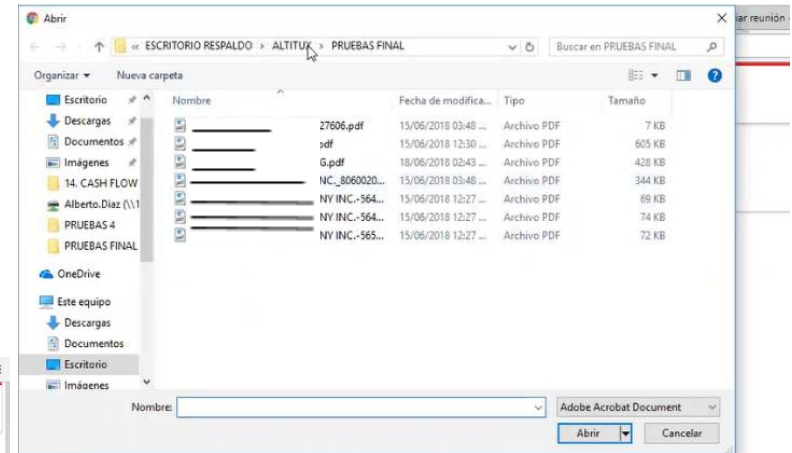 Abrir
ar reunión -
« ESCRITORIO RESPALDO > ALTITUX > PRUEBAS FINAL
Buscar en PRUEBAS FINAL
Organizar
Nueva carpeta
Escritorio
Nombre
Fecha de modifica...
Tipo
Tamaño
Descargas
27606.pdf
15/06/2018 03:48 ...
Archivo PDF
7 KB
Documentos
pdf
15/06/2018 12:30 ...
Archivo PDF
605 KB
Imágenes
G.pdf
18/06/2018 02:43 ...
Archivo PDF
428 KB
14. CASH FLOW
NC._8060020...
15/06/2018 03:48 ...
Archivo PDF
344 KB
Alberto.Diaz (\\1
NY INC.-564...
15/06/2018 12:27 ...
Archivo PDF
69 KB
PRUEBAS 4
NY INC.-564...
15/06/2018 12:27 ...
Archivo PDF
74 KB
PRUEBAS FINAL
NY INC.-565...
15/06/2018 12:27 ...
Archivo PDF
72 KB
OneDrive
Este equipo
Descargas
Documentos
Escritorio
Imágenes
Nombre:
Adobe Acrobat Document
Abrir
Cancelar